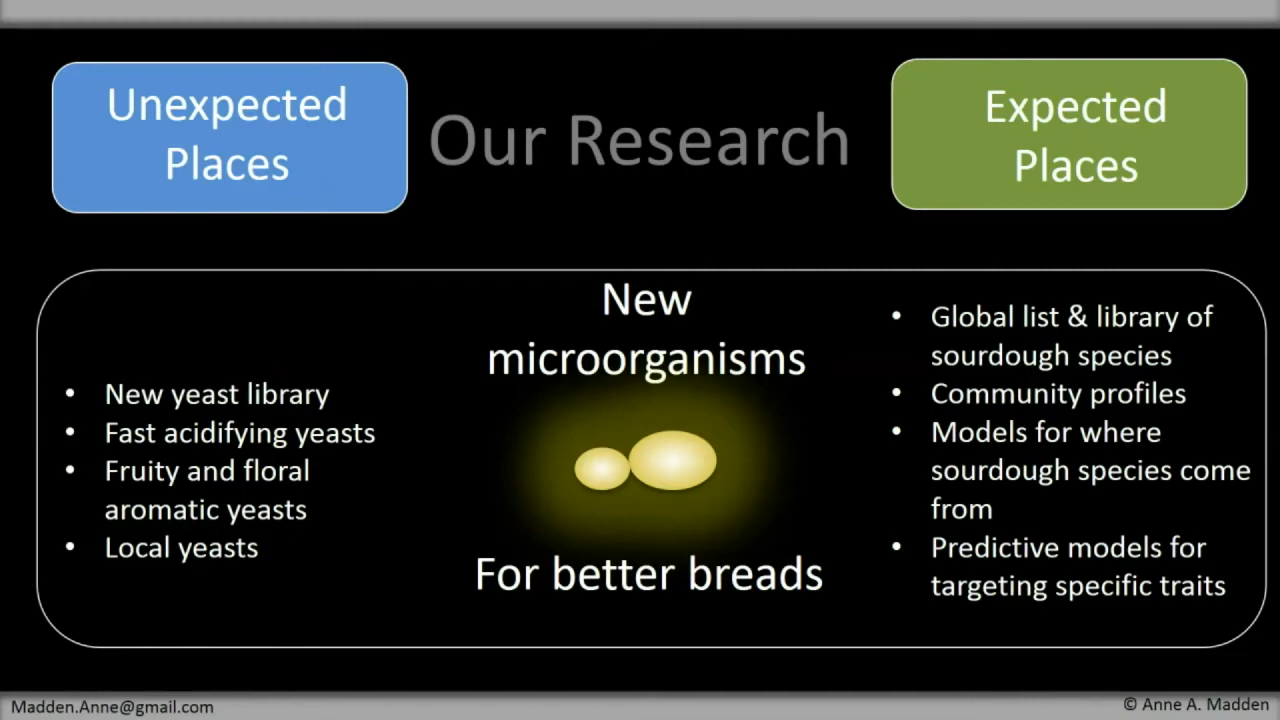 Unexpected
Places
Our Research
Expected
Places
New
microorganisms
For better breads
• New yeast library
• Fast acidifying yeasts
• Fruity and floral
aromatic yeasts
• Local yeasts
• Global list & library of
sourdough species
• Community profiles
• Models for where
sourdough species come
from
• Predictive models for
targeting specific traits
Madden.Anne@gmail.com
© Anne A. Madden